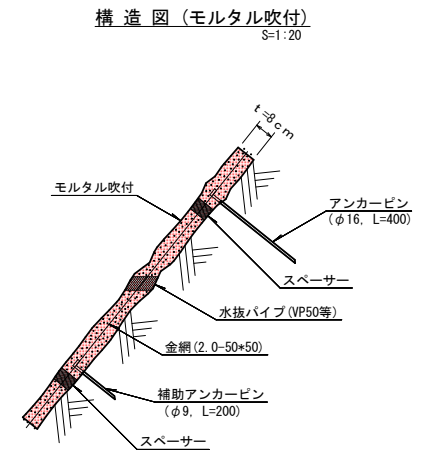 構 造 図 (モルタル吹付)
S=1:20
t=8cm
モルタル吹付
アンカーピン
(φ16, L=400)
スペーサー
水抜パイプ(VP50等)
金網(2.0-50*50)
補助アンカーピン
(φ9, L=200)
スペーサー